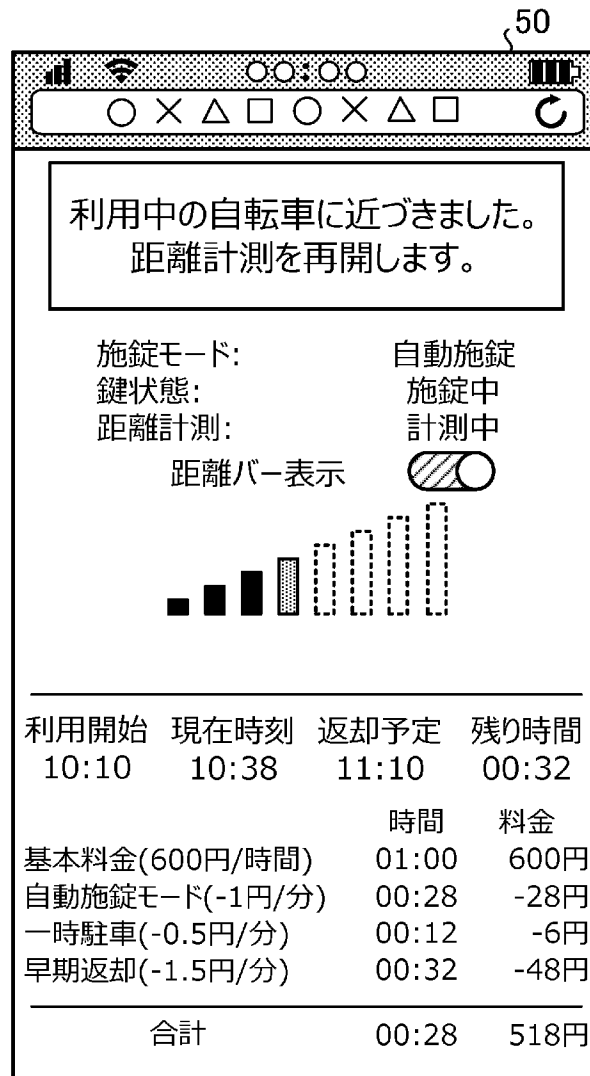 50
○○:○○
○×△□○×△□
利用中の自転車に近づきました。
距離計測を再開します。
施錠モード: 自動施錠
鍵状態: 施錠中
距離計測: 計測中
距離バー表示
利用開始 現在時刻 返却予定 残り時間
10:10 10:38 11:10 00:32
時間 料金
基本料金(600円/時間) 01:00 600円
自動施錠モード(-1円/分) 00:28 -28円
一時駐車(-0.5円/分) 00:12 -6円
早期返却(-1.5円/分) 00:32 -48円
合計 00:28 518円